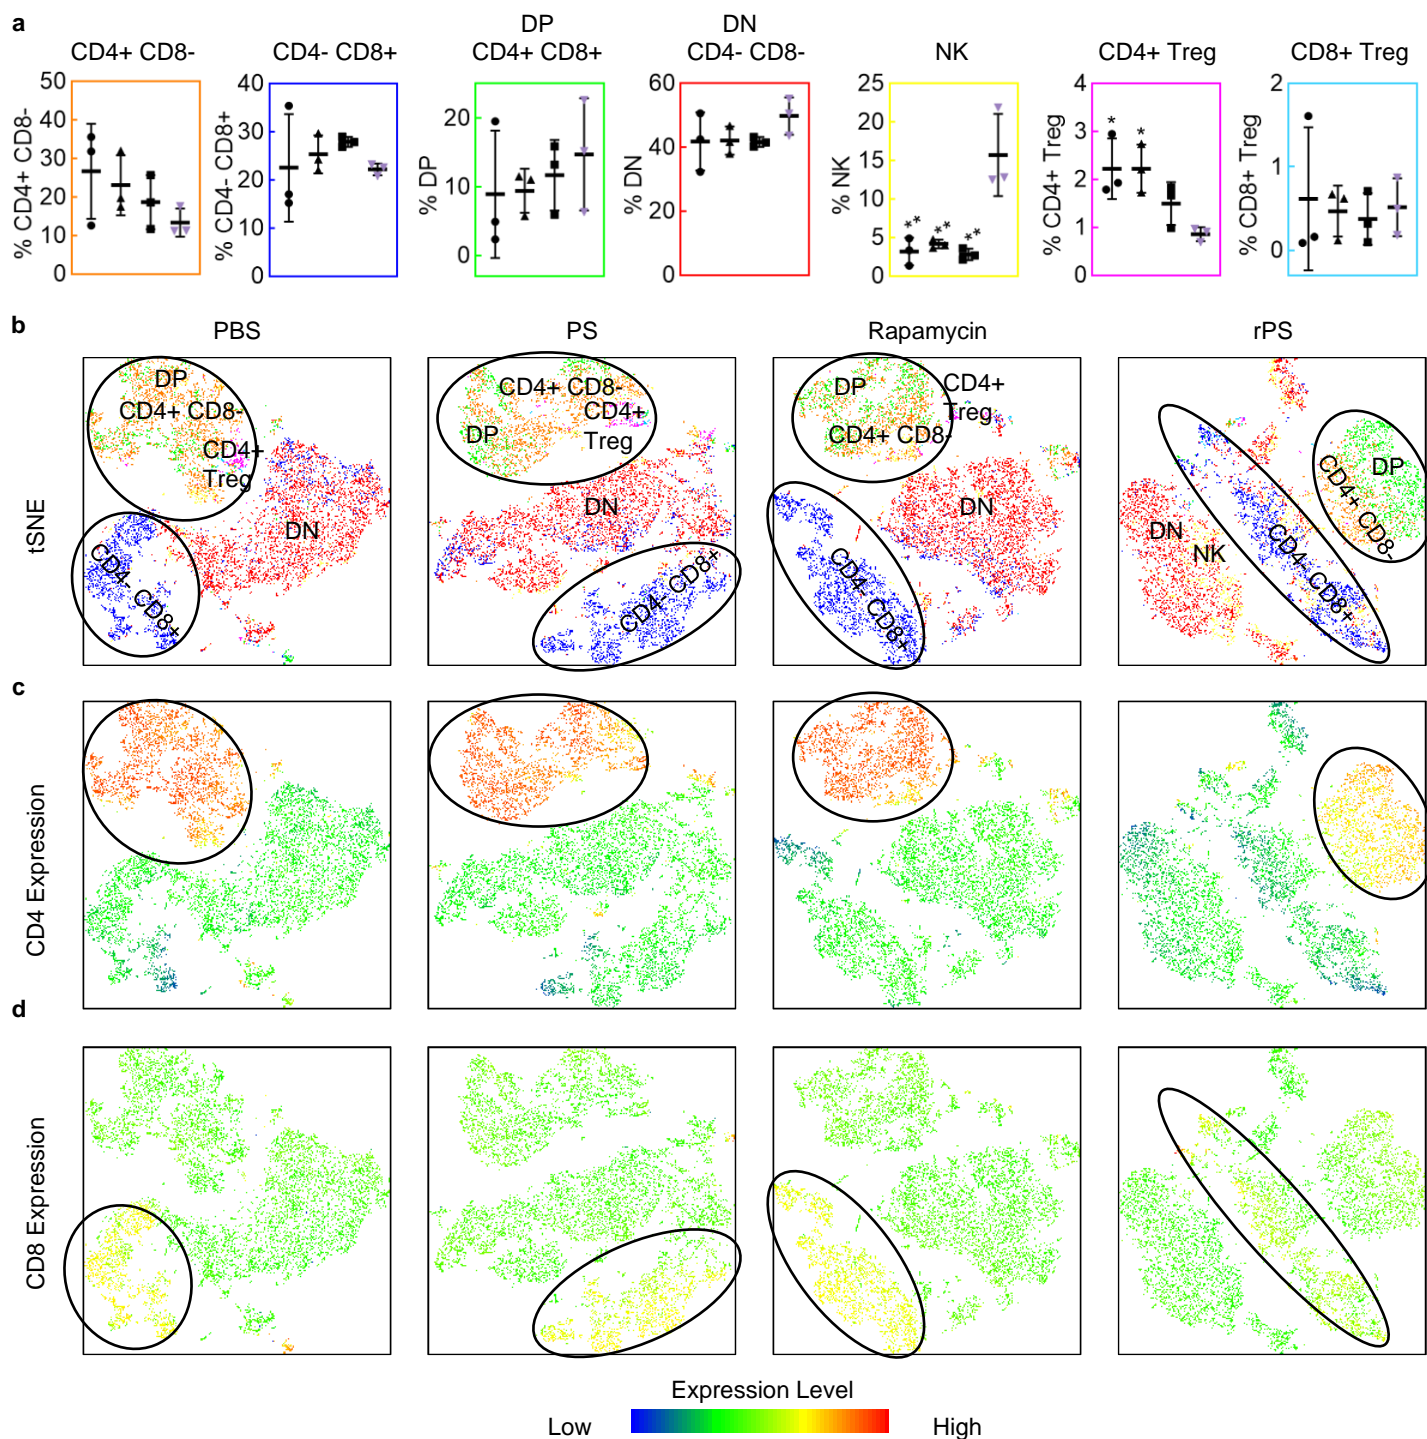 a
CD4+ CD8-
CD4- CD8+
DP
CD4+ CD8+
DN
CD4- CD8-
NK
CD4+ Treg
CD8+ Treg
% CD4+ CD8-
50
40
30
20
10
0
% CD4- CD8+
40
30
20
10
0
% DP
20
10
0
% DN
60
40
20
0
% NK
25
20
15
10
5
0
**
**
**
% CD4+ Treg
4
3
2
1
0
*
*
% CD8+ Treg
2
1
0
b
PBS
PS
Rapamycin
rPS
tSNE
DP
CD4+ CD8-
CD4+
Treg
DN
CD4- CD8+
CD4+ CD8-
CD4+
Treg
DP
DN
CD4- CD8+
DP
CD4+
Treg
CD4+ CD8-
DN
CD4- CD8+
DP
CD4+ CD8-
DN
NK
CD4- CD8+
c
CD4 Expression
d
CD8 Expression
Expression Level
Low
High